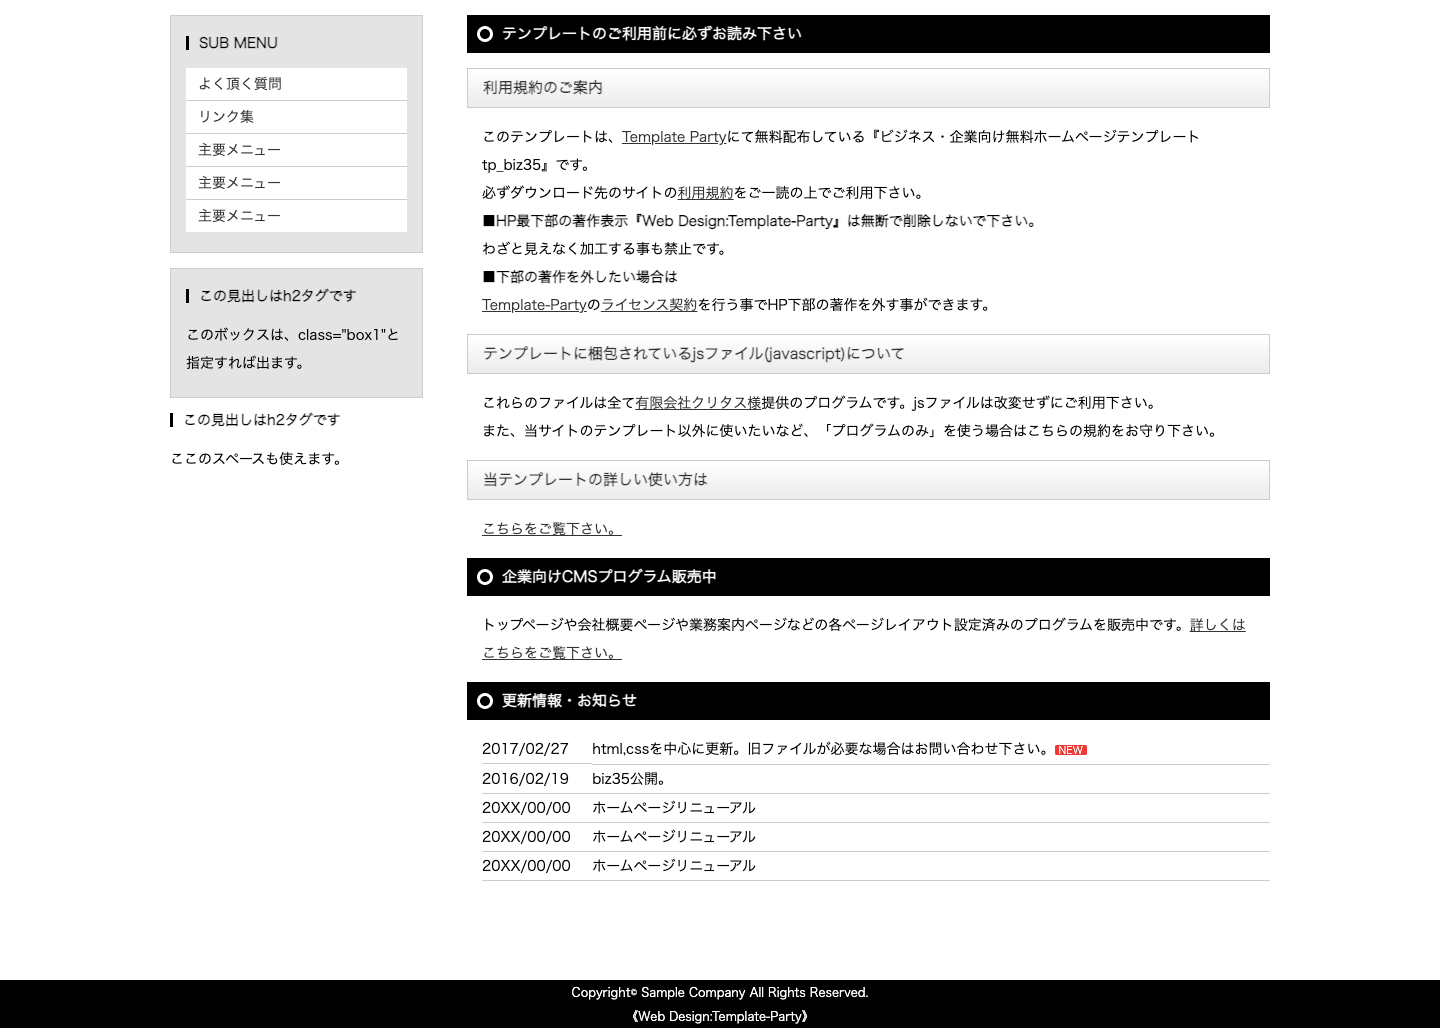 SUB MENU
よく頂く質問
リンク集
主要メニュー
主要メニュー
主要メニュー
この見出しはh2タグです
このボックスは、class="box1"と
指定すれば出ます。
この見出しはh2タグです
ここのスペースも使えます。
テンプレートのご利用前に必ずお読み下さい
利用規約のご案内
このテンプレートは、Template Partyにて無料配布している『ビジネス・企業向け無料ホームページテンプレート
tp_biz35』です。
必ずダウンロード先のサイトの利用規約をご一読の上でご利用下さい。
■HP最下部の著作表示『Web Design:Template-Party』は無断で削除しないで下さい。
わざと見えなく加工する事も禁止です。
■下部の著作を外したい場合は
Template-Partyのライセンス契約を行う事でHP下部の著作を外す事ができます。
テンプレートに梱包されているjsファイル(javascript)について
これらのファイルは全て有限会社クリタス様提供のプログラムです。jsファイルは改変せずにご利用下さい。
また、当サイトのテンプレート以外に使いたいなど、「プログラムのみ」を使う場合はこちらの規約をお守り下さい。
当テンプレートの詳しい使い方は
こちらをご覧下さい。
企業向けCMSプログラム販売中
トップページや会社概要ページや業務案内ページなどの各ページレイアウト設定済みのプログラムを販売中です。詳しくは
こちらをご覧下さい。
更新情報・お知らせ
2017/02/27 html,cssを中心に更新。旧ファイルが必要な場合はお問い合わせ下さい。NEW
2016/02/19 biz35公開。
20XX/00/00 ホームページリニューアル
20XX/00/00 ホームページリニューアル
20XX/00/00 ホームページリニューアル
Copyright© Sample Company All Rights Reserved.
《Web Design:Template-Party》